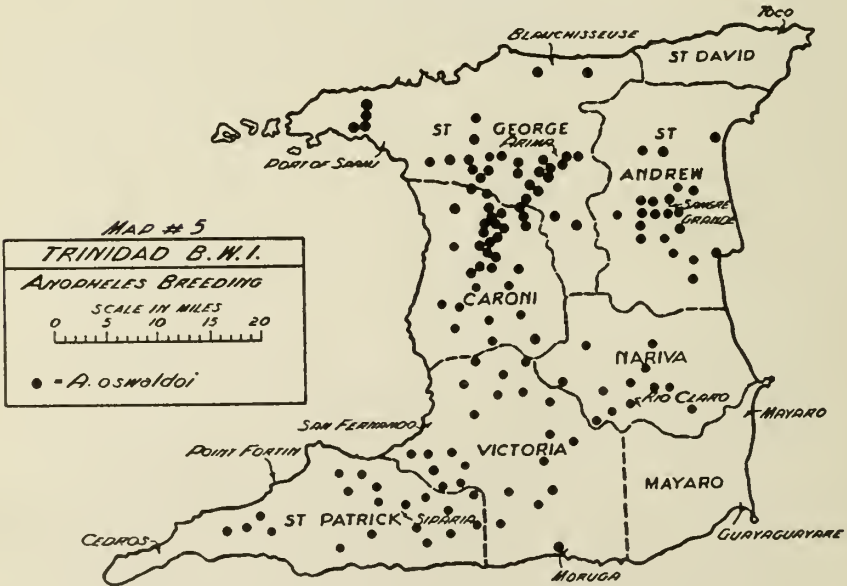 TOCO
BLANCHISSEUSE
ST DAVID
ST GEORGE
ARIMA
ST
ANDREW
PORT OF SPAIN
SANGRE
GRANDE
MAP # 5
TRINIDAD B.W.I.
ANOPHELES BREEDING
SCALE IN MILES
0 5 10 15 20
• = A. oswaldoi
CARONI
NARIVA
RIO CLARO
MAYARO
SAN FERNANDO
POINT FORTIN
VICTORIA
MAYARO
ST PATRICK
SIPARIA
CEDROS
GUAYAGUAYARE
MORUGA